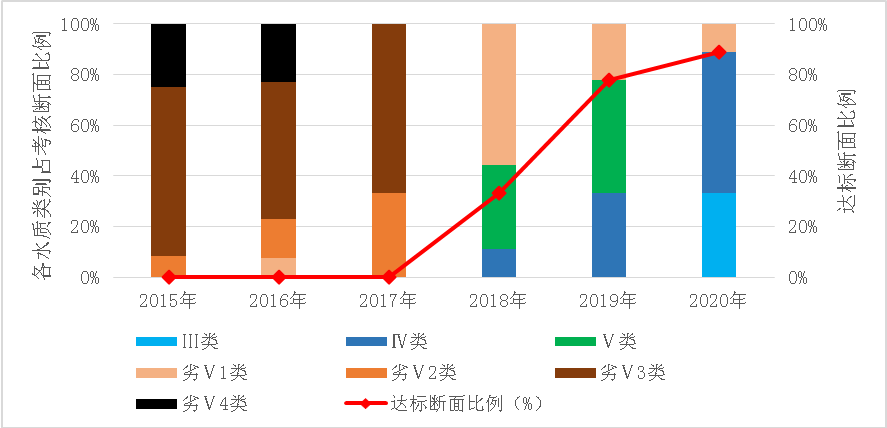 各水质类别占考核断面比例
100%
80%
60%
40%
20%
0%
100%
80%
60%
40%
20%
0%
达标断面比例
2015年 2016年 2017年 2018年 2019年 2020年
III类 Ⅳ类 Ⅴ类
劣Ⅴ1类 劣Ⅴ2类 劣Ⅴ3类
劣Ⅴ4类 达标断面比例（%）